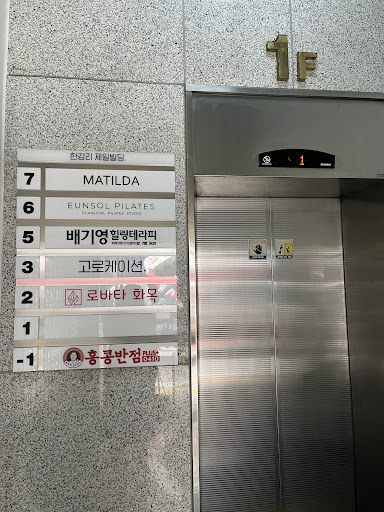 1F
1
한강리 제일빌딩
7 MATILDA
6 EUNSOL PILATES
CLASSICAL PILATES STUDIO
5 배기영 힐링테라피
3 고로케이션
2 로바타 화목
1
-1 홍콩반점 PLUS+
0410